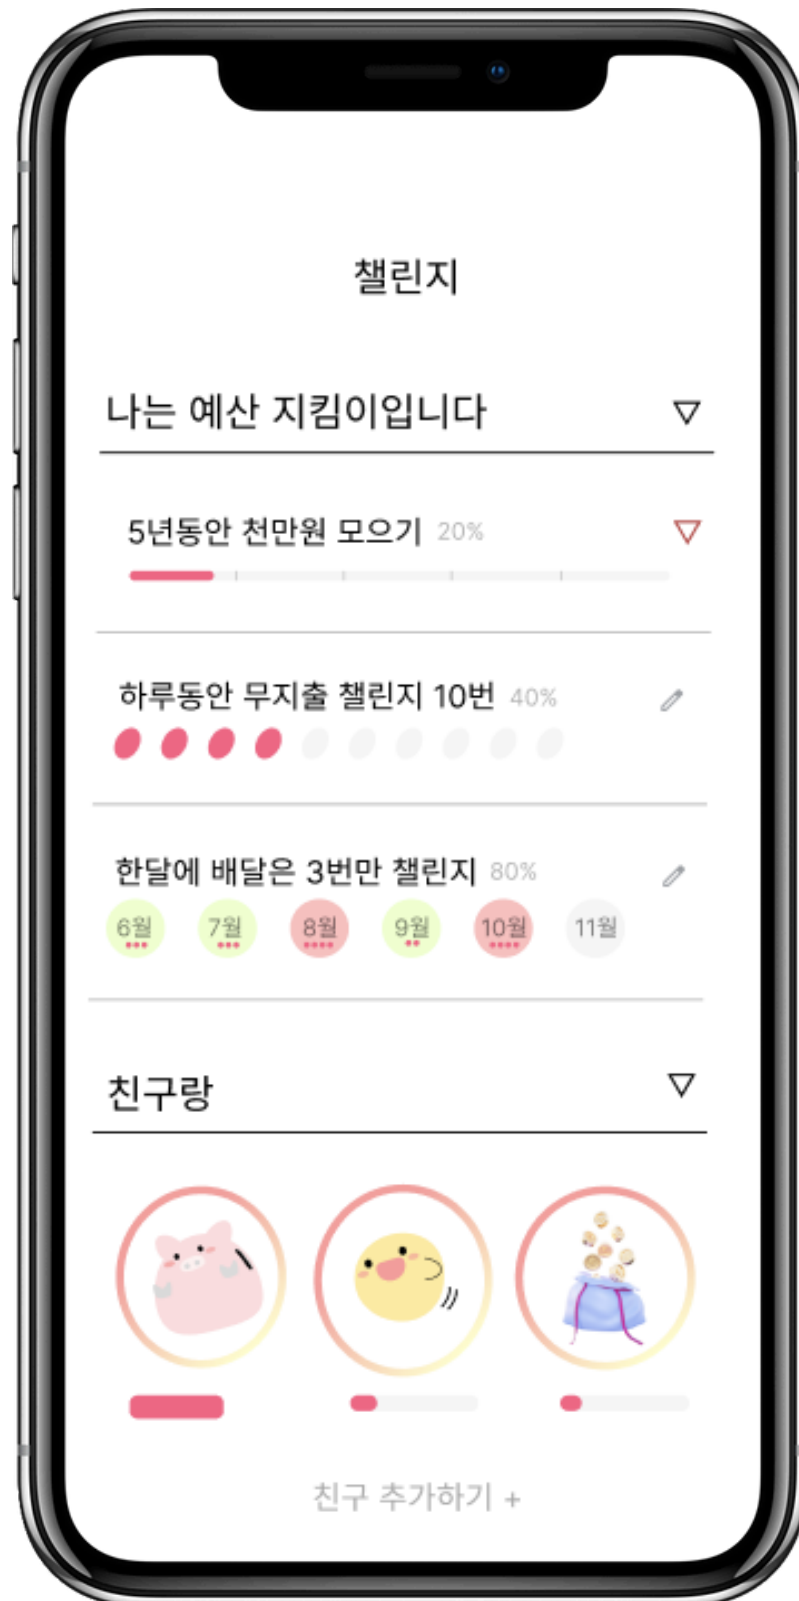 챌린지
나는 예산 지킴이입니다
5년동안 천만원 모으기 20%
하루동안 무지출 챌린지 10번 40%
한달에 배달은 3번만 챌린지 80%
6월 7월 8월 9월 10월 11월
친구랑
친구 추가하기 +